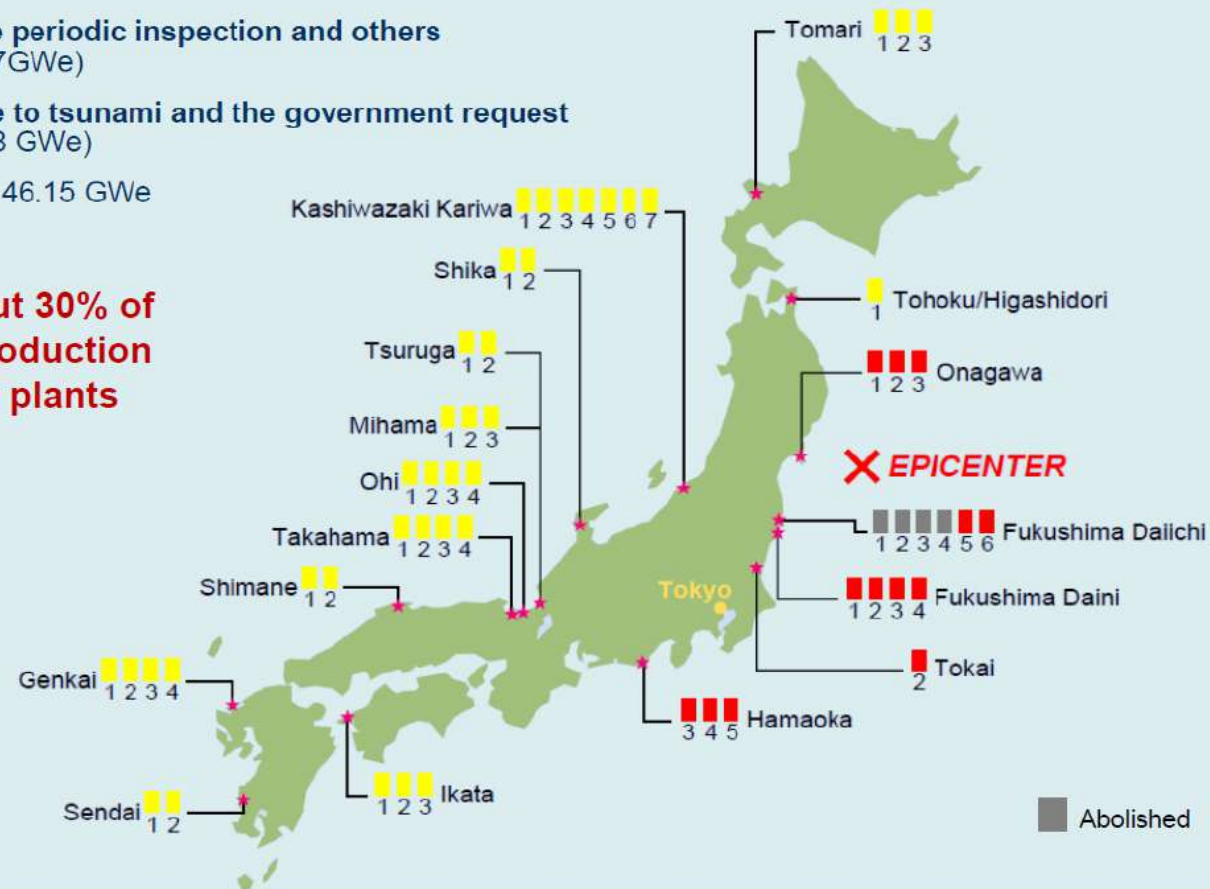 periodic inspection and others
GWe)
to tsunami and the government request
GWe)
46.15 GWe
30% of
plants
Tomari
1 2 3
Kashiwazaki Kariwa
1 2 3 4 5 6 7
Shika
1 2
Tohoku/Higashidori
1
Tsuruga
1 2
Onagawa
1 2 3
Mihama
1 2 3
EPICENTER
Ohi
1 2 3 4
Takahama
1 2 3 4
Fukushima Daiichi
1 2 3 4 5 6
Shimane
1 2
Tokyo
Fukushima Daini
1 2 3 4
Genkai
1 2 3 4
Tokai
2
Hamaoka
3 4 5
Ikata
1 2 3
Sendai
1 2
Abolished